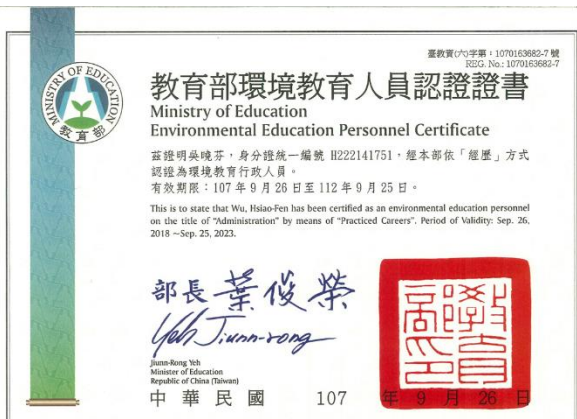 臺教資(六)字第:1070163682-7 號
REG. No.: 1070163682-7
MINISTRY OF EDUCATION
教育部
教育部環境教育人員認證證書
Ministry of Education
Environmental Education Personnel Certificate
茲證明吳曉芬,身分證統一編號 H222141751,經本部依「經歷」方式
認證為環境教育行政人員。
有效期限:107 年 9 月 26 日至 112 年 9 月 25 日。
This is to state that Wu, Hsiao-Fen has been certified as an environmental education personnel
on the title of "Administration" by means of "Practiced Careers". Period of Validity: Sep. 26,
2018 ~Sep. 25, 2023.
部長 葉俊榮
Yeh Jiunn-rong
Jiunn-Rong Yeh
Minister of Education
Republic of China (Taiwan)
教育部印
中華民國 107 年 9 月 26 日